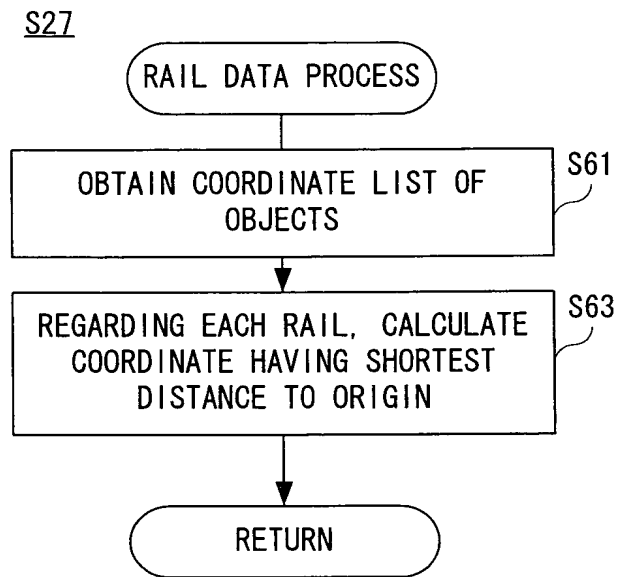 S27
RAIL DATA PROCESS
OBTAIN COORDINATE LIST OF
OBJECTS
S61
REGARDING EACH RAIL, CALCULATE
COORDINATE HAVING SHORTEST
DISTANCE TO ORIGIN
S63
RETURN